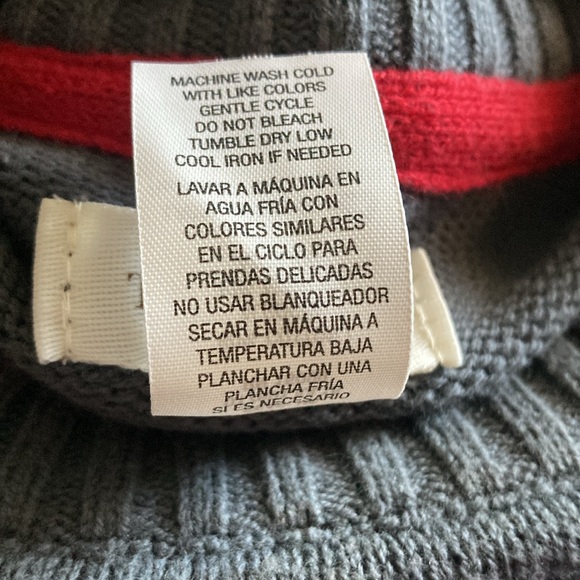 MACHINE WASH COLD
WITH LIKE COLORS
GENTLE CYCLE
DO NOT BLEACH
TUMBLE DRY LOW
COOL IRON IF NEEDED
LAVAR A MÁQUINA EN
AGUA FRÍA CON
COLORES SIMILARES
EN EL CICLO PARA
PRENDAS DELICADAS
NO USAR BLANQUEADOR
SECAR EN MÁQUINA A
TEMPERATURA BAJA
PLANCHAR CON UNA
PLANCHA FRÍA
SI ES NECESARIO